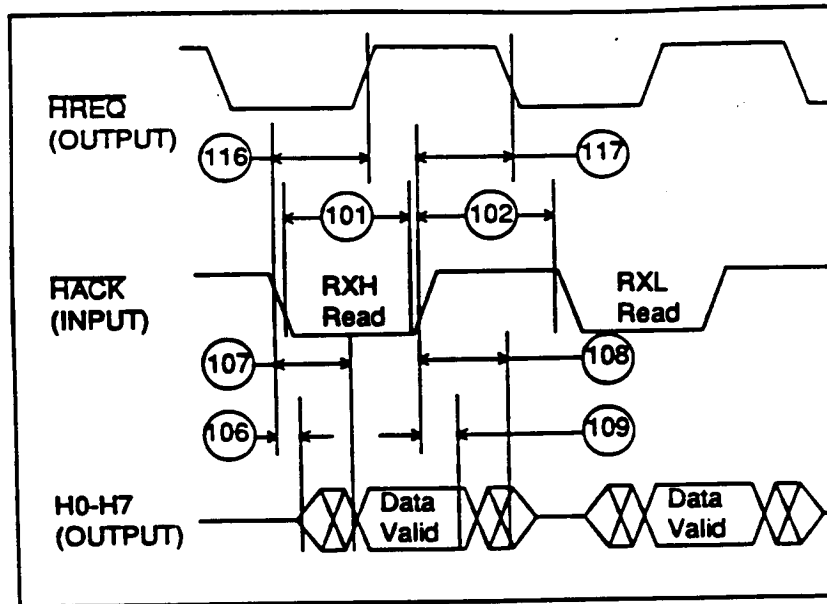 HREQ
(OUTPUT)
116
117
101
102
HACK
(INPUT)
RXH
Read
RXL
Read
107
108
106
109
H0-H7
(OUTPUT)
Data
Valid
Data
Valid